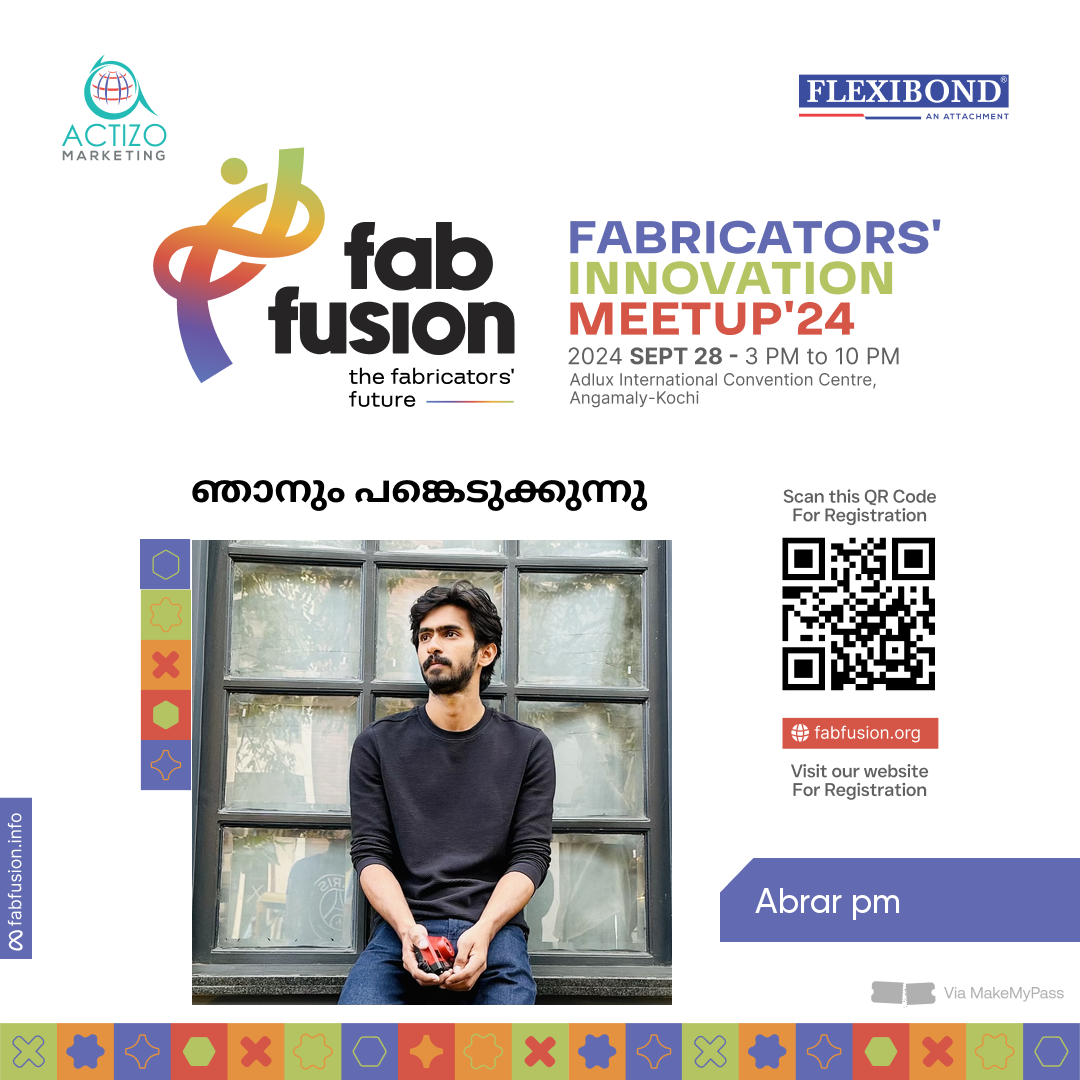 ACTIZO
MARKETING
FLEXIBOND®
AN ATTACHMENT
fab
fusion
the fabricators'
future
FABRICATORS'
INNOVATION
MEETUP'24
2024 SEPT 28 - 3 PM to 10 PM
Adlux International Convention Centre,
Angamaly-Kochi
ഞാനും പങ്കെടുക്കുന്നു
Scan this QR Code
For Registration
fabfusion.org
Visit our website
For Registration
fabfusion.info
Abrar pm
Via MakeMyPass